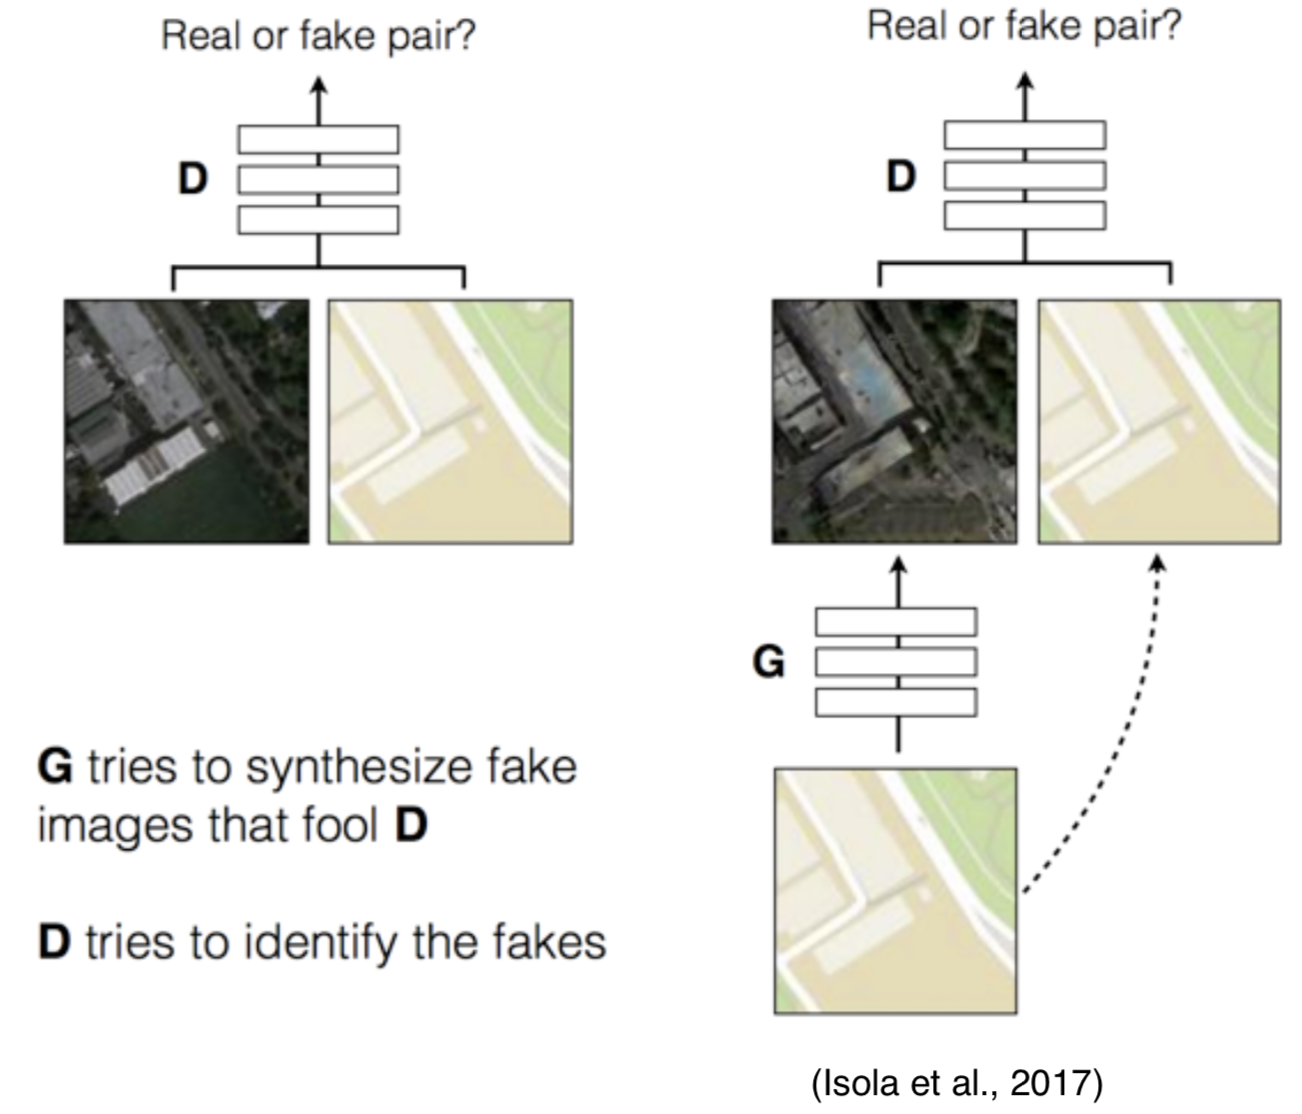 Real or fake pair?
D
G tries to synthesize fake
images that fool D
D tries to identify the fakes
Real or fake pair?
D
G
(Isola et al., 2017)